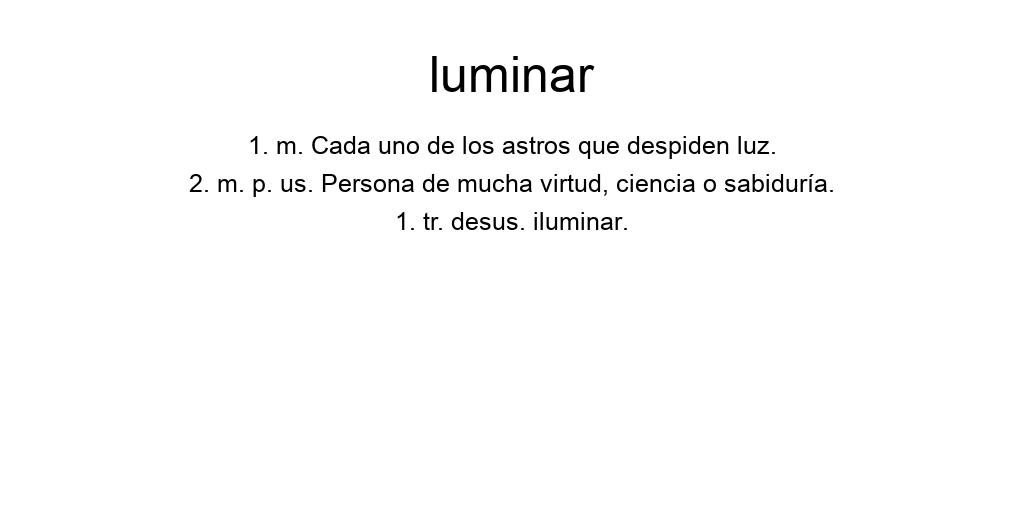 luminar
1. m. Cada uno de los astros que despiden luz.
2. m. p. us. Persona de mucha virtud, ciencia o sabiduría.
1. tr. desus. iluminar.